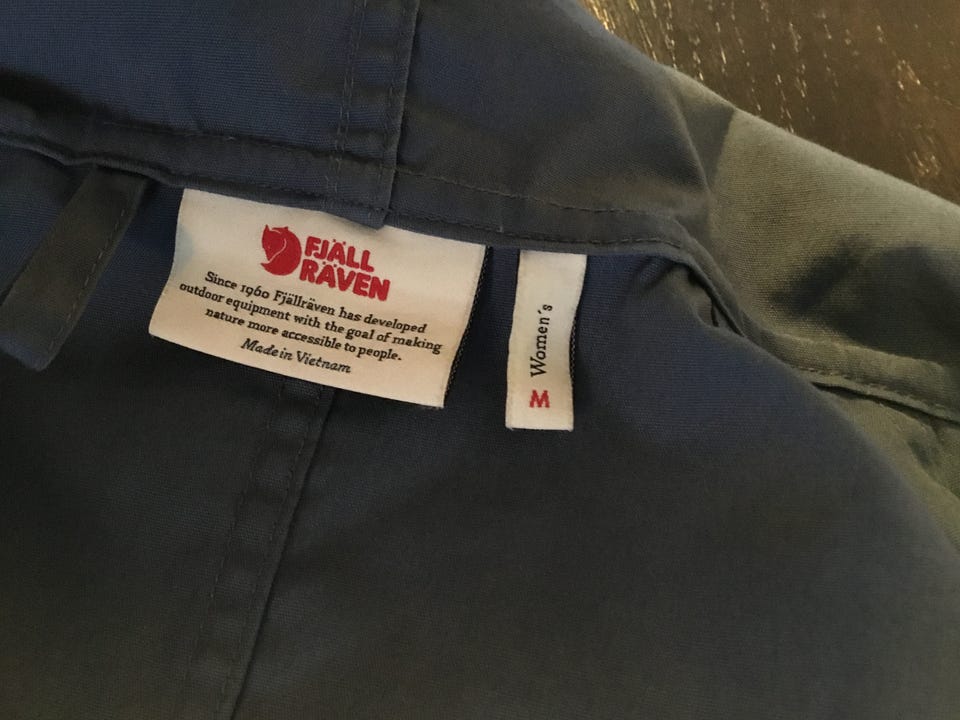 FJÄLL
RÄVEN
Since 1960 Fjällräven has developed
outdoor equipment with the goal of making
nature more accessible to people.
Made in Vietnam
Women´s
M